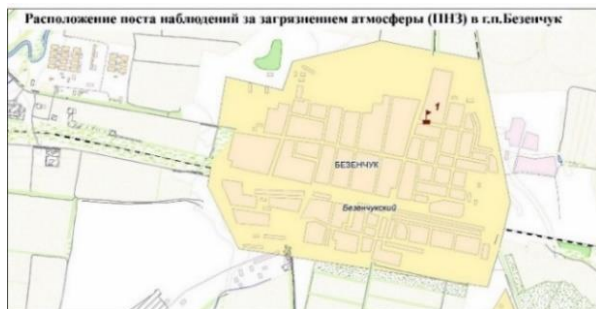 Расположение поста наблюдений за загрязнением атмосферы (ПНЗ) в г.п.Безенчук
1
БЕЗЕНЧУК
Безенчукский